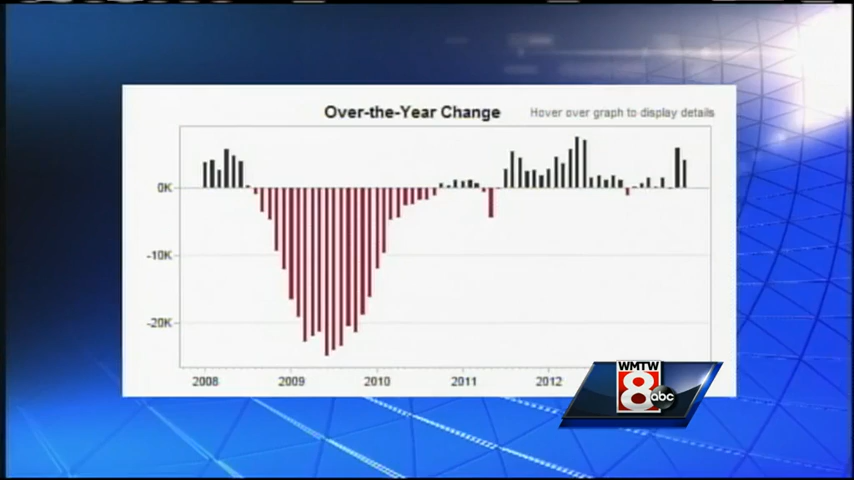 Over-the-Year Change
Hover over graph to display details
0K
-10K
-20K
2008
2009
2010
2011
2012
WMTW
8
abc